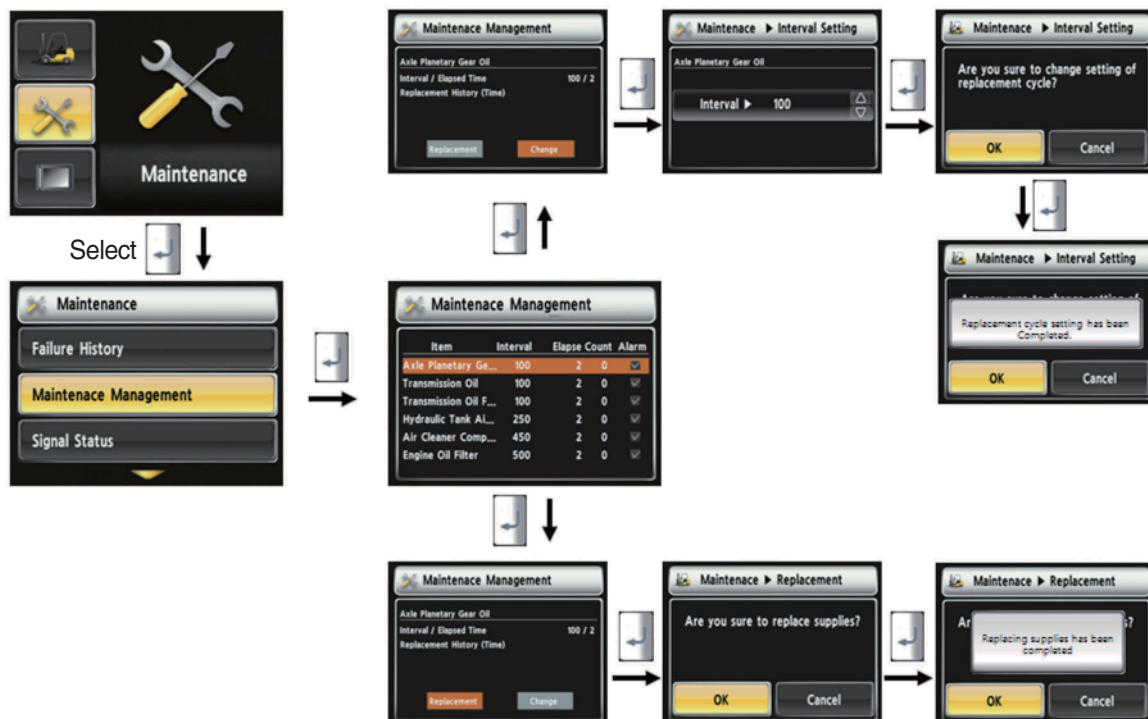 Maintenance
Select
Maintenance
Failure History
Maintenace Management
Signal Status
Maintenace Management
Item Interval Elapse Count Alarm
Axle Planetary Ge... 100 2 0
Transmission Oil 100 2 0
Transmission Oil F... 100 2 0
Hydraulic Tank Ai... 250 2 0
Air Cleaner Comp... 450 2 0
Engine Oil Filter 500 2 0
Maintenace Management
Axle Planetary Gear Oil
Interval / Elapsed Time 100 / 2
Replacement History (Time)
Replacement Change
Maintenace ▶ Interval Setting
Axle Planetary Gear Oil
Interval ▶ 100
Maintenace ▶ Interval Setting
Are you sure to change setting of
replacement cycle?
OK Cancel
Maintenace ▶ Interval Setting
Replacement cycle setting has been
Completed.
OK Cancel
Maintenace Management
Axle Planetary Gear Oil
Interval / Elapsed Time 100 / 2
Replacement History (Time)
Replacement Change
Maintenace ▶ Replacement
Are you sure to replace supplies?
OK Cancel
Maintenace ▶ Replacement
Replacing supplies has been
completed
OK Cancel